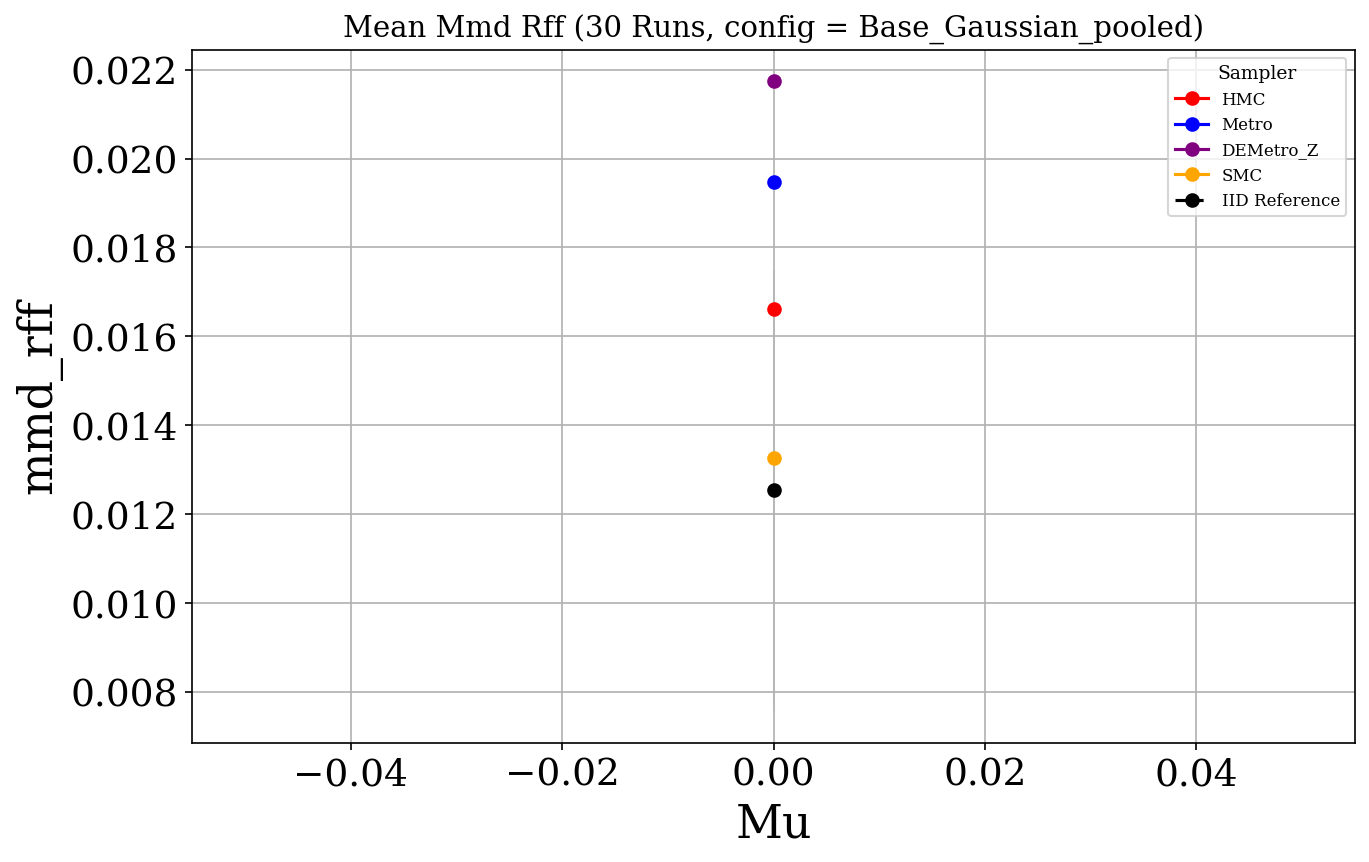 Mean Mmd Rff (30 Runs, config = Base_Gaussian_pooled)
mmd_rff
0.022
0.020
0.018
0.016
0.014
0.012
0.010
0.008
Sampler
HMC
Metro
DEMetro_Z
SMC
IID Reference
−0.04 −0.02 0.00 0.02 0.04
Mu